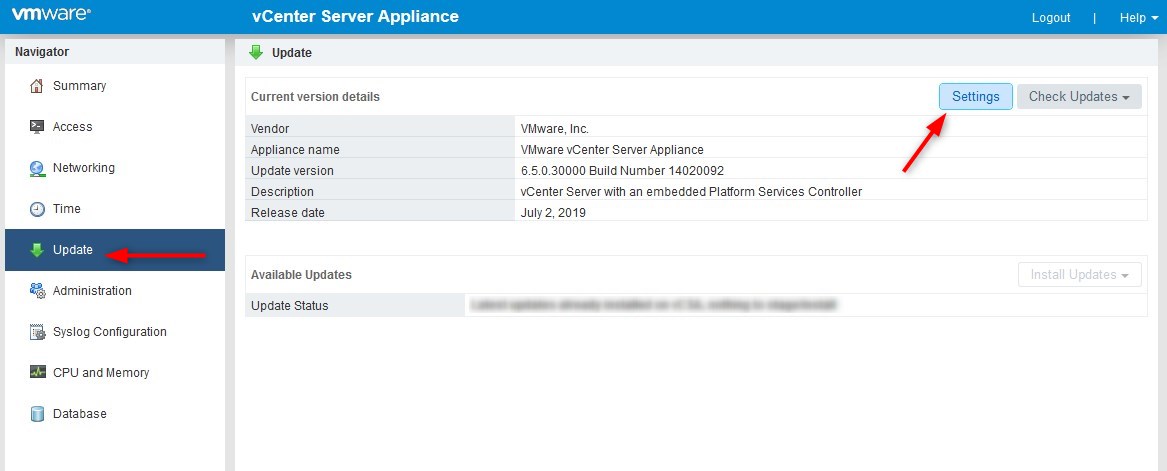 vmware® vCenter Server Appliance Logout | Help
Navigator
Summary
Access
Networking
Time
Update
Administration
Syslog Configuration
CPU and Memory
Database
Update
Current version details Settings Check Updates
Vendor VMware, Inc.
Appliance name VMware vCenter Server Appliance
Update version 6.5.0.30000 Build Number 14020092
Description vCenter Server with an embedded Platform Services Controller
Release date July 2, 2019
Available Updates Install Updates
Update Status